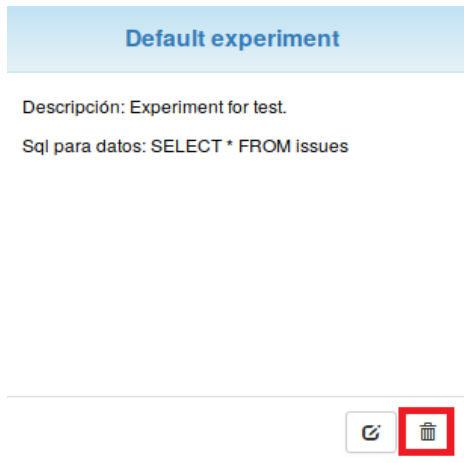 Default experiment
Descripción: Experiment for test.
Sql para datos: SELECT * FROM issues